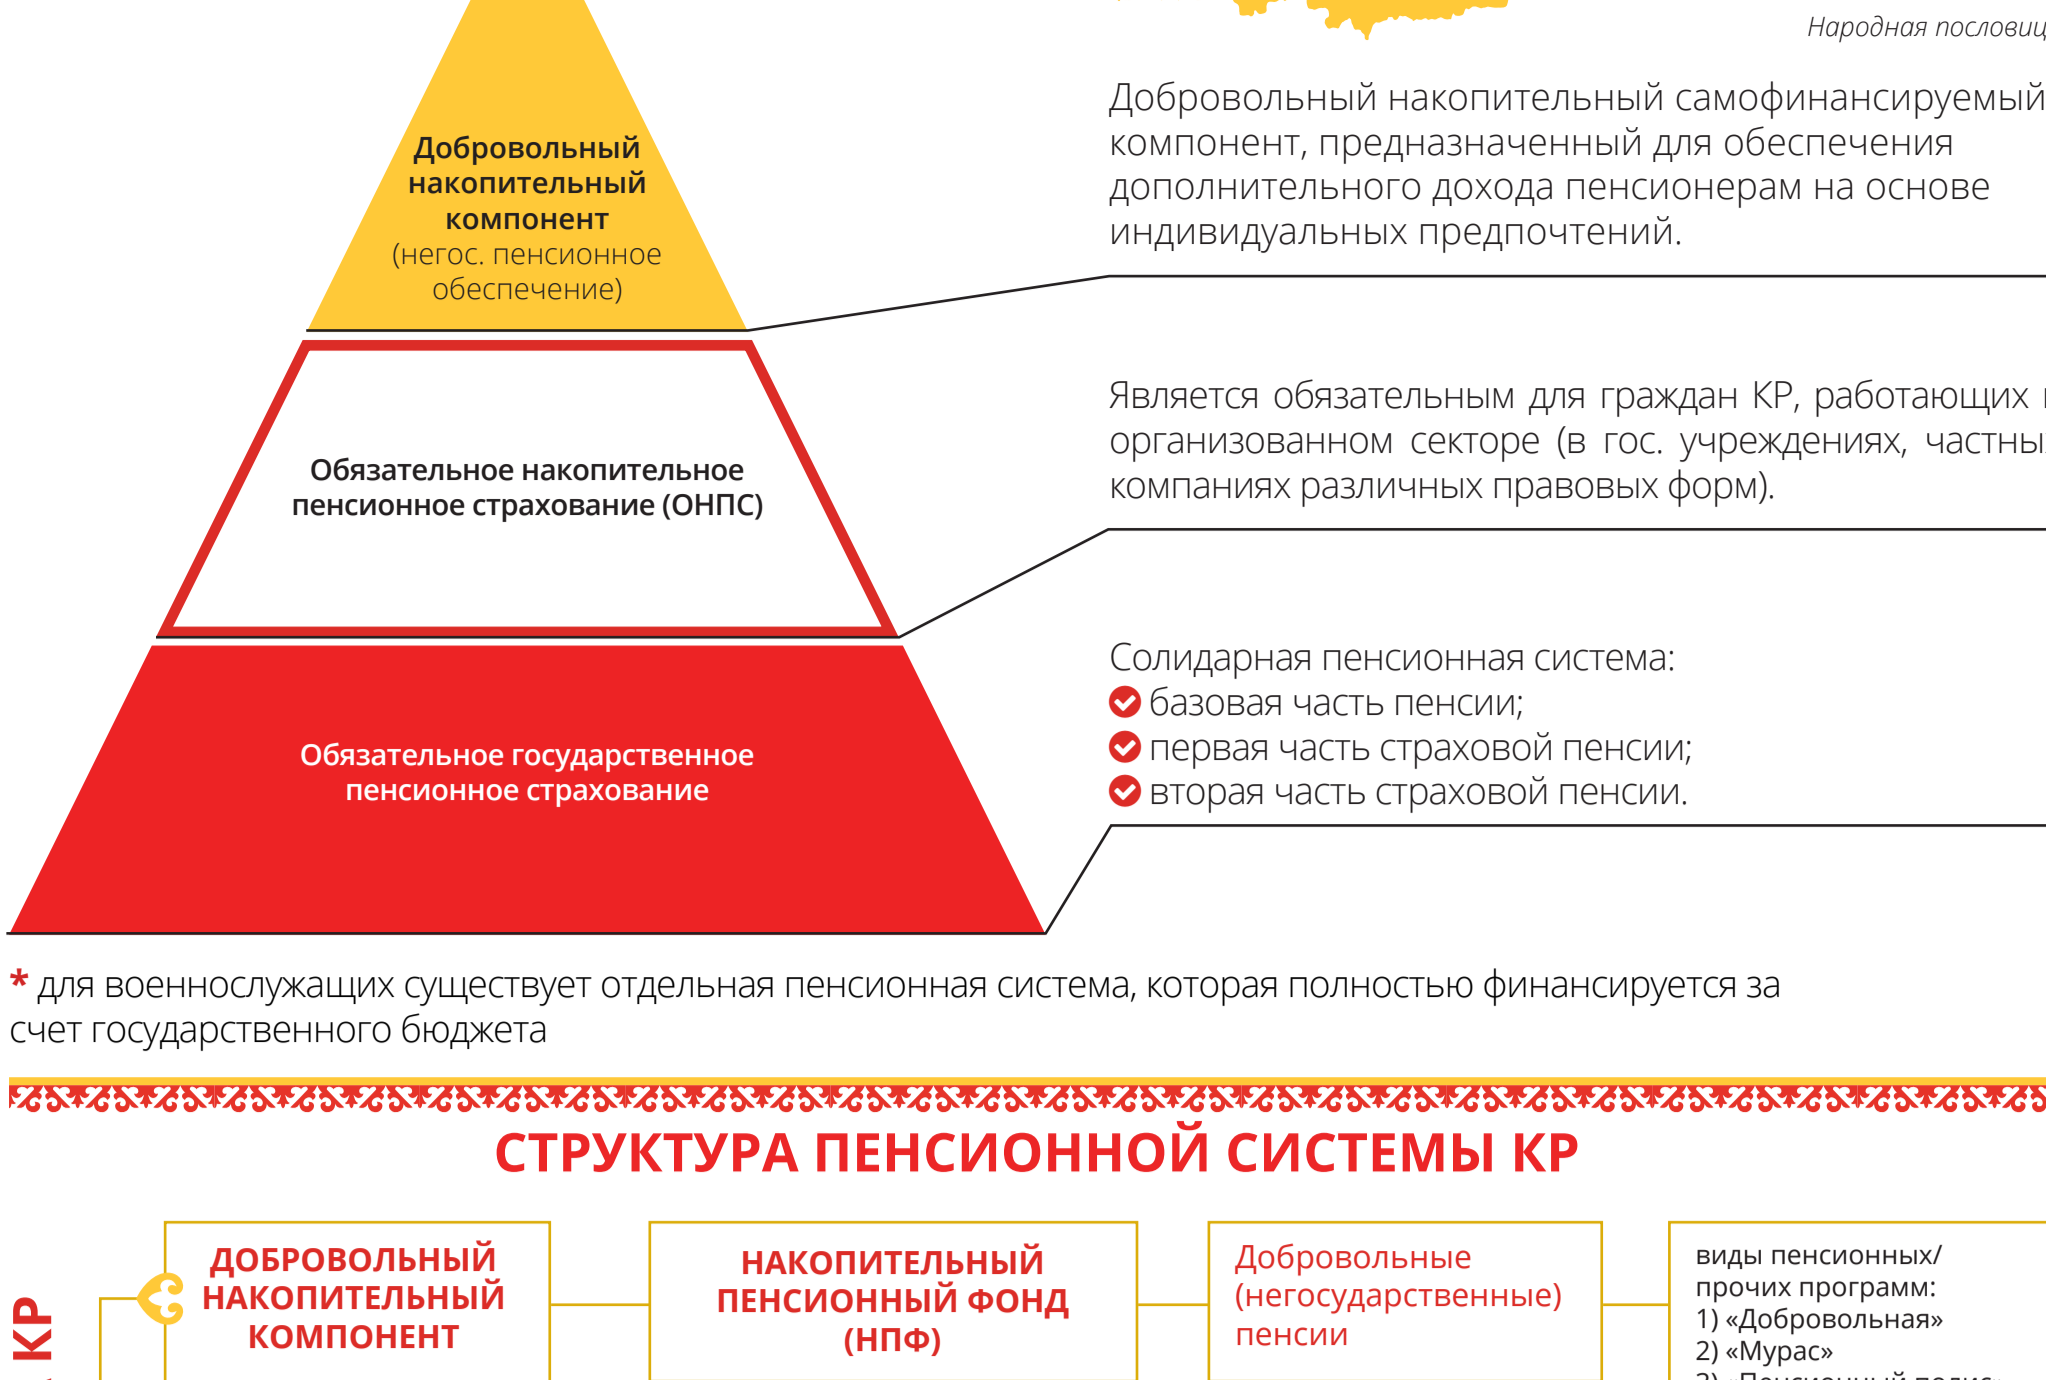 Народная
Добровольный накопительный самофинансируемый
компонент, предназначенный для обеспечения
дополнительного дохода пенсионерам на основе
индивидуальных предпочтений.
Добровольный
накопительный
компонент
(негос. пенсионное
обеспечение)
Является обязательным для граждан КР, работающих
организованном секторе (в гос. учреждениях,
компаниях различных правовых форм).
Обязательное накопительное
пенсионное страхование (ОНПС)
Солидарная пенсионная система:
базовая часть пенсии;
первая часть страховой пенсии;
вторая часть страховой пенсии.
Обязательное государственное
пенсионное страхование
* для военнослужащих существует отдельная пенсионная система, которая полностью финансируется за
счет государственного бюджета
СТРУКТУРА ПЕНСИОННОЙ СИСТЕМЫ КР
КР
ДОБРОВОЛЬНЫЙ
НАКОПИТЕЛЬНЫЙ
КОМПОНЕНТ
НАКОПИТЕЛЬНЫЙ
ПЕНСИОННЫЙ ФОНД
(НПФ)
Добровольные
(негосударственные)
пенсии
виды пенсионных/
прочих программ:
1) «Добровольная»
2) «Мурас»